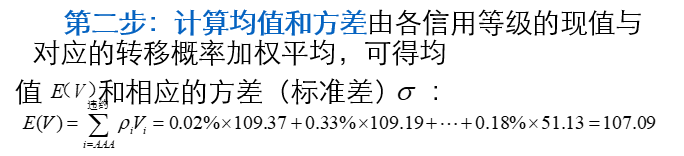 第二步：计算均值和方差由各信用等级的现值与
对应的转移概率加权平均，可得均
值 E(V)和相应的方差（标准差）σ ：
E(V) = ∑_{i=AAA}^{违约} ρ_i V_i = 0.02%×109.37+0.33%×109.19+⋯+0.18%×51.13=107.09